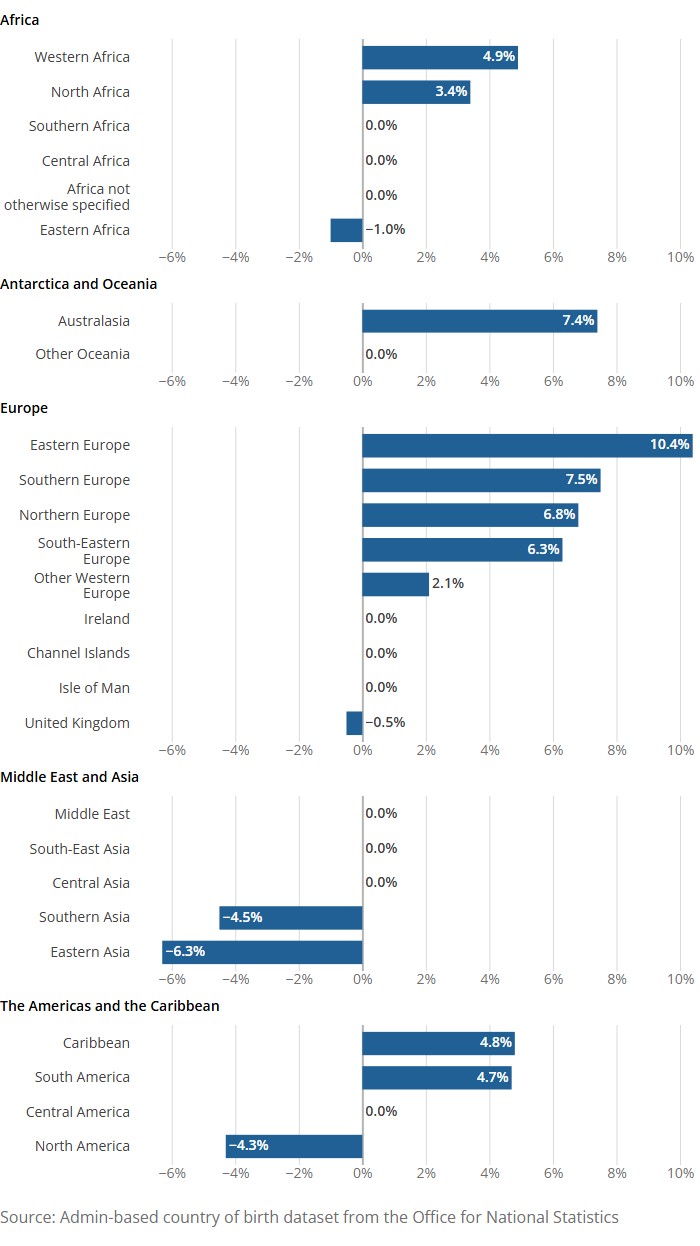 Africa
Western Africa 4.9%
North Africa 3.4%
Southern Africa 0.0%
Central Africa 0.0%
Africa not
otherwise specified 0.0%
Eastern Africa −1.0%
−6% −4% −2% 0% 2% 4% 6% 8% 10%
Antarctica and Oceania
Australasia 7.4%
Other Oceania 0.0%
−6% −4% −2% 0% 2% 4% 6% 8% 10%
Europe
Eastern Europe 10.4%
Southern Europe 7.5%
Northern Europe 6.8%
South-Eastern
Europe 6.3%
Other Western
Europe 2.1%
Ireland 0.0%
Channel Islands 0.0%
Isle of Man 0.0%
United Kingdom −0.5%
−6% −4% −2% 0% 2% 4% 6% 8% 10%
Middle East and Asia
Middle East 0.0%
South-East Asia 0.0%
Central Asia 0.0%
Southern Asia −4.5%
Eastern Asia −6.3%
−6% −4% −2% 0% 2% 4% 6% 8% 10%
The Americas and the Caribbean
Caribbean 4.8%
South America 4.7%
Central America 0.0%
North America −4.3%
−6% −4% −2% 0% 2% 4% 6% 8% 10%
Source: Admin-based country of birth dataset from the Office for National Statistics